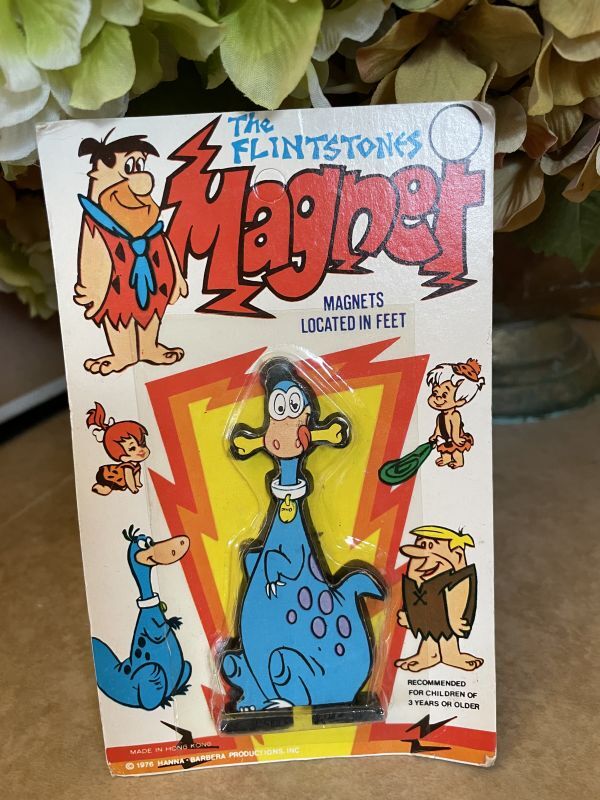 The
FLINTSTONES
Magnet
MAGNETS
LOCATED IN FEET
RECOMMENDED
FOR CHILDREN OF
3 YEARS OR OLDER
MADE IN HONG KONG
© 1976 HANNA-BARBERA PRODUCTIONS, INC